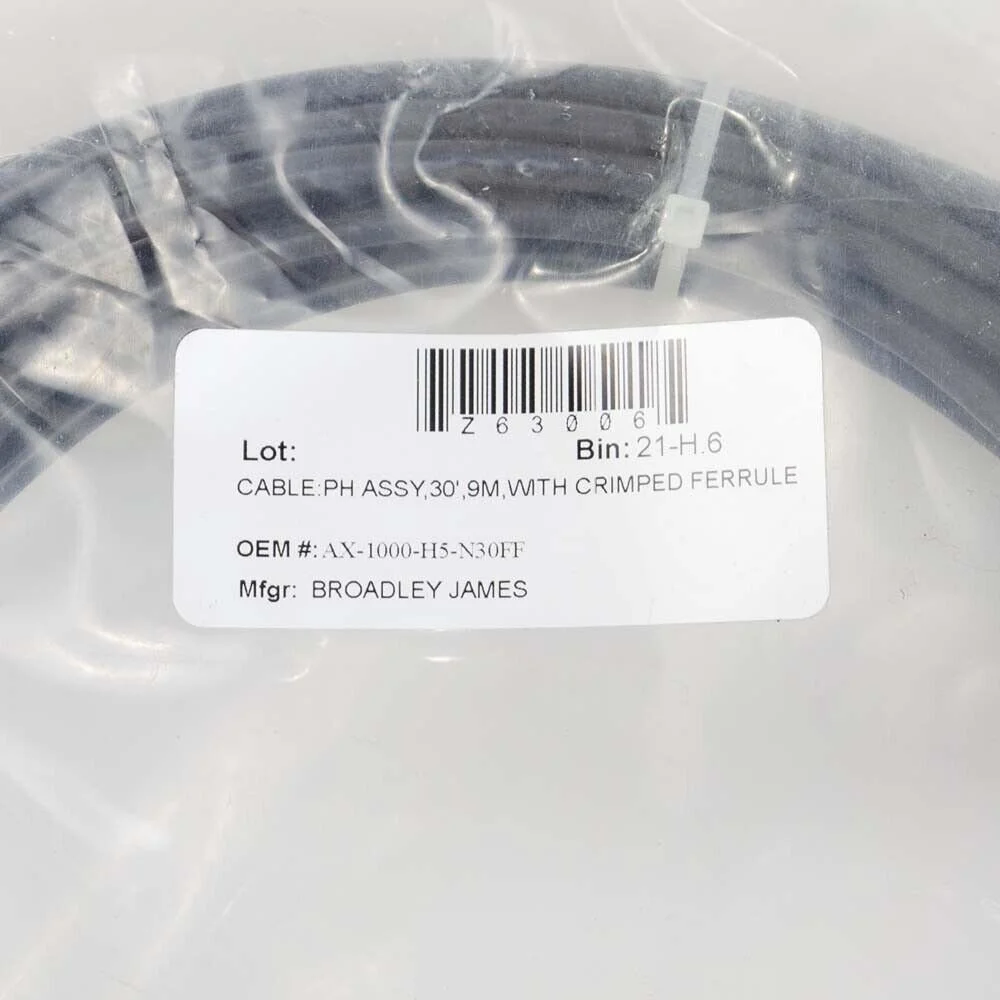 Z63006
Lot: Bin: 21-H.6
CABLE:PH ASSY,30',9M,WITH CRIMPED FERRULE
OEM #: AX-1000-H5-N30FF
Mfgr: BROADLEY JAMES